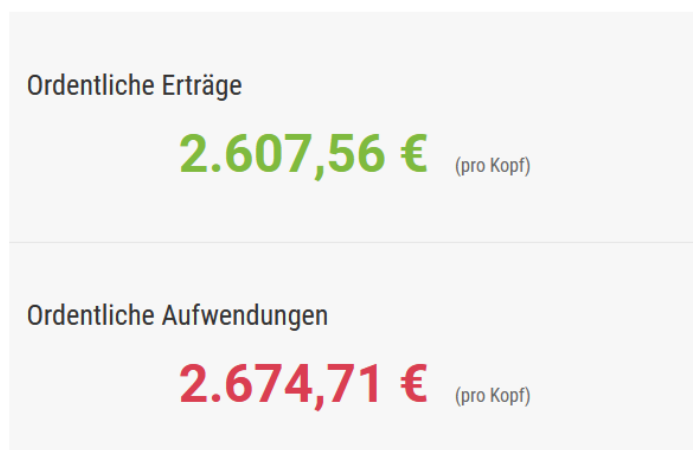 Ordentliche Erträge
2.607,56 € (pro Kopf)
Ordentliche Aufwendungen
2.674,71 € (pro Kopf)